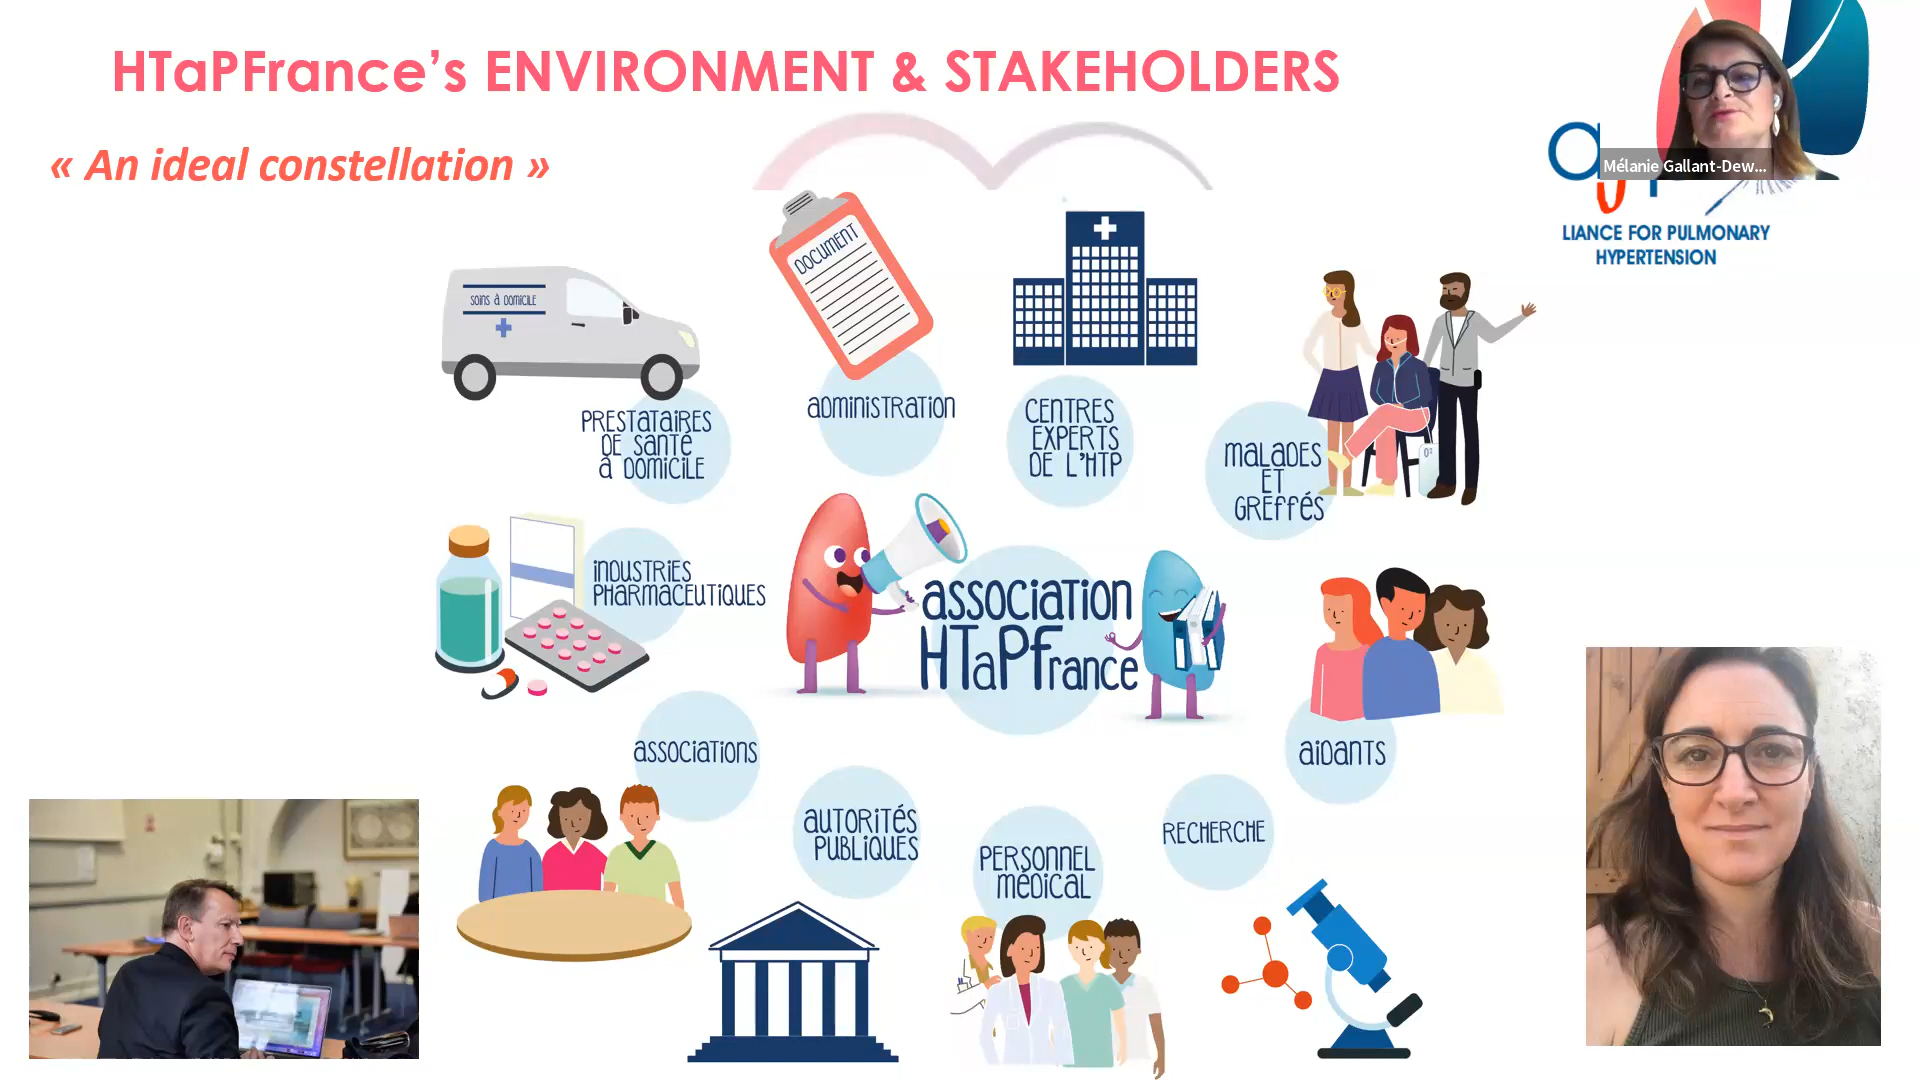 HTaPFrance’s ENVIRONMENT & STAKEHOLDERS
« An ideal constellation »
Mélanie Gallant-Dew...
LIANCE FOR PULMONARY
HYPERTENSION
DOCUMENT
SOINS à DOMICILE
PRESTATAIRES
DE SANTÉ
à DOMICILE
ADMINISTRATION
CENTRES
EXPERTS
DE L'HTP
MALADES
ET
GREFFÉS
O²
INDUSTRIES
PHARMACEUTIQUES
ASSOCIATION
HTaPFrance
ASSOCIATIONS
AIDANTS
AUTORITÉS
PUBLIQUES
PERSONNEL
MÉDICAL
RECHERCHE